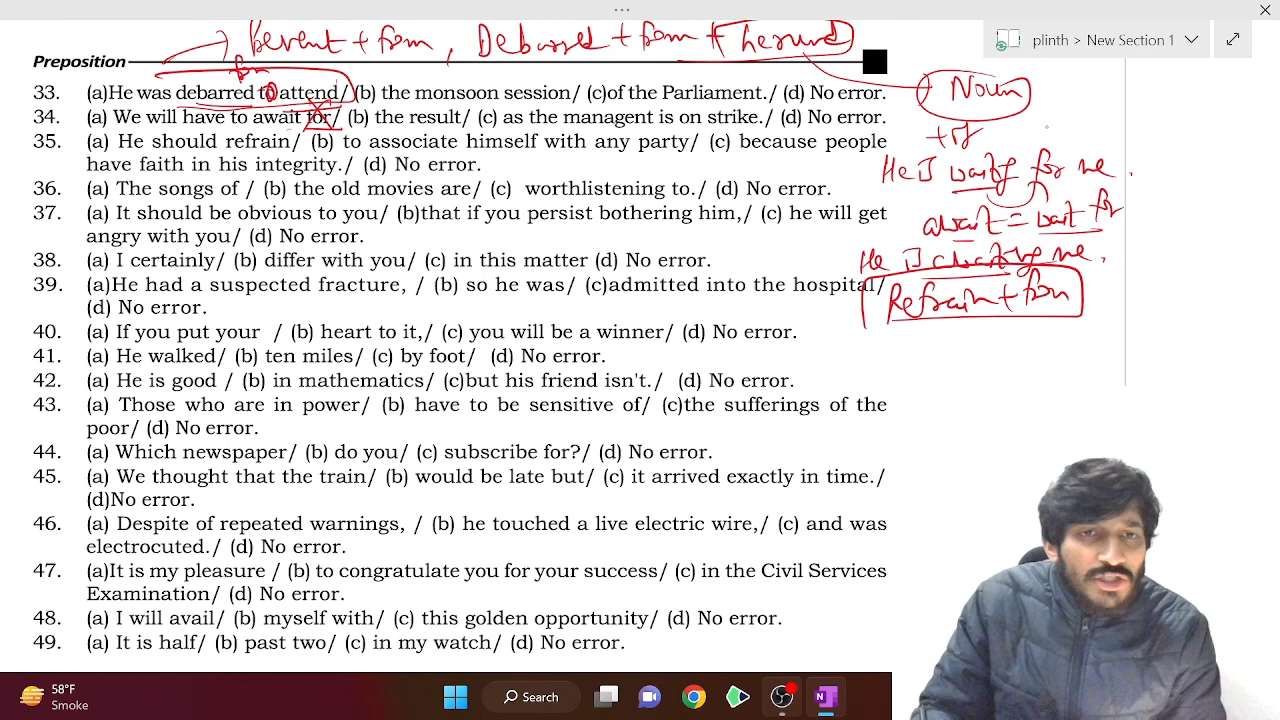 Prevent + from , Debarred + from + Gerund
plinth > New Section 1
Preposition
from
Noun
33. (a)He was debarred to attend/ (b) the monsoon session/ (c)of the Parliament./ (d) No error.
34. (a) We will have to await for/ (b) the result/ (c) as the managent is on strike./ (d) No error.
35. (a) He should refrain/ (b) to associate himself with any party/ (c) because people
have faith in his integrity./ (d) No error.
He is waiting for me.
36. (a) The songs of / (b) the old movies are/ (c) worthlistening to./ (d) No error.
37. (a) It should be obvious to you/ (b)that if you persist bothering him,/ (c) he will get
angry with you/ (d) No error.
await = wait for
38. (a) I certainly/ (b) differ with you/ (c) in this matter (d) No error.
He is awaiting me.
39. (a)He had a suspected fracture, / (b) so he was/ (c)admitted into the hospital/
(d) No error.
Refrain + from
40. (a) If you put your / (b) heart to it,/ (c) you will be a winner/ (d) No error.
41. (a) He walked/ (b) ten miles/ (c) by foot/ (d) No error.
42. (a) He is good / (b) in mathematics/ (c)but his friend isn't./ (d) No error.
43. (a) Those who are in power/ (b) have to be sensitive of/ (c)the sufferings of the
poor/ (d) No error.
44. (a) Which newspaper/ (b) do you/ (c) subscribe for?/ (d) No error.
45. (a) We thought that the train/ (b) would be late but/ (c) it arrived exactly in time./
(d)No error.
46. (a) Despite of repeated warnings, / (b) he touched a live electric wire,/ (c) and was
electrocuted./ (d) No error.
47. (a)It is my pleasure / (b) to congratulate you for your success/ (c) in the Civil Services
Examination/ (d) No error.
48. (a) I will avail/ (b) myself with/ (c) this golden opportunity/ (d) No error.
49. (a) It is half/ (b) past two/ (c) in my watch/ (d) No error.
58°F
Smoke
Search